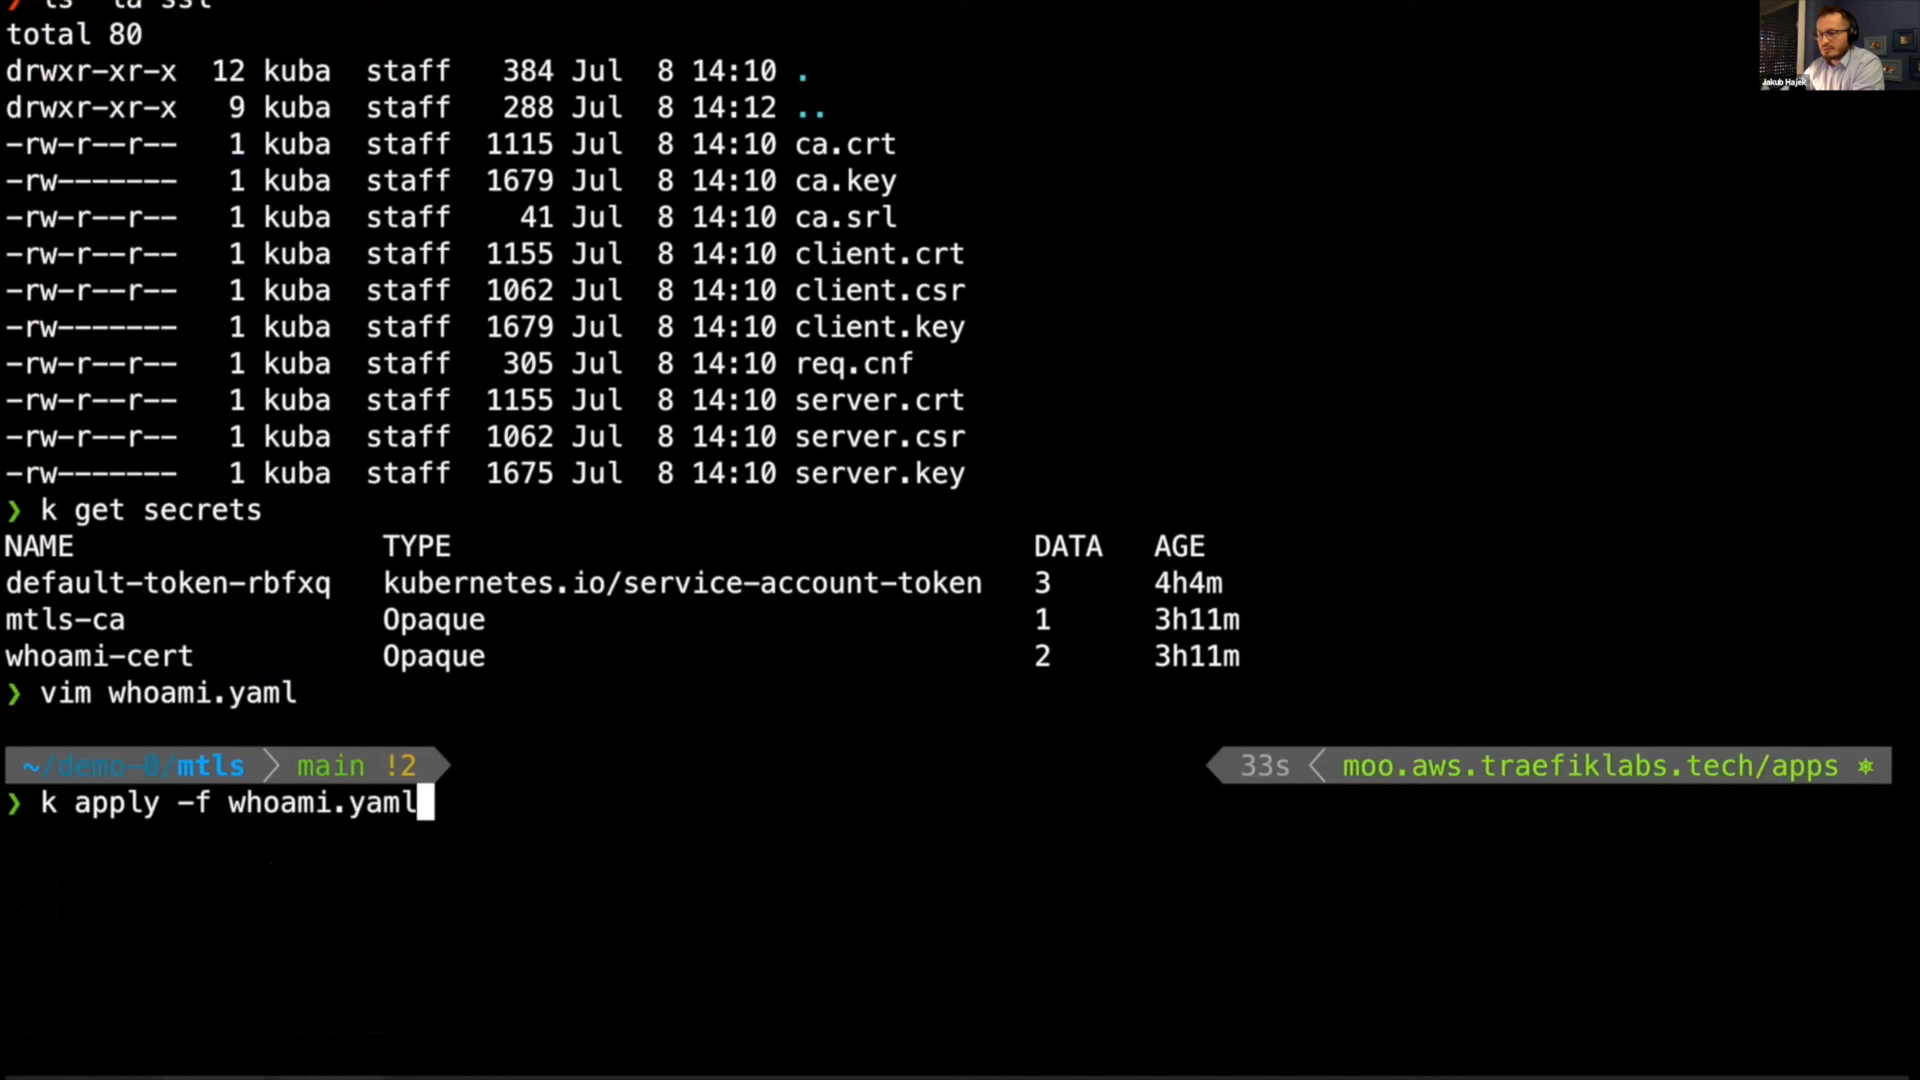 ❯ ls -la ssl
total 80
drwxr-xr-x  12 kuba  staff   384 Jul  8 14:10 .
drwxr-xr-x   9 kuba  staff   288 Jul  8 14:12 ..
-rw-r--r--   1 kuba  staff  1115 Jul  8 14:10 ca.crt
-rw-------   1 kuba  staff  1679 Jul  8 14:10 ca.key
-rw-r--r--   1 kuba  staff    41 Jul  8 14:10 ca.srl
-rw-r--r--   1 kuba  staff  1155 Jul  8 14:10 client.crt
-rw-r--r--   1 kuba  staff  1062 Jul  8 14:10 client.csr
-rw-------   1 kuba  staff  1679 Jul  8 14:10 client.key
-rw-r--r--   1 kuba  staff   305 Jul  8 14:10 req.cnf
-rw-r--r--   1 kuba  staff  1155 Jul  8 14:10 server.crt
-rw-r--r--   1 kuba  staff  1062 Jul  8 14:10 server.csr
-rw-------   1 kuba  staff  1675 Jul  8 14:10 server.key
❯ k get secrets
NAME                  TYPE                                  DATA   AGE
default-token-rbfxq   kubernetes.io/service-account-token   3      4h4m
mtls-ca               Opaque                                1      3h11m
whoami-cert           Opaque                                2      3h11m
❯ vim whoami.yaml
~/demo-0/mtls > main !2    33s < moo.aws.traefiklabs.tech/apps ⎈
❯ k apply -f whoami.yaml
Jakub Hajek